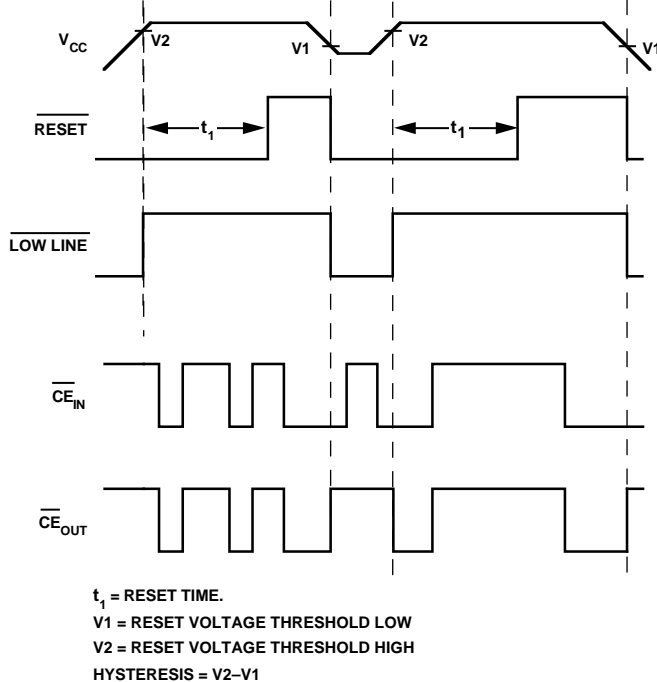 V2
V2
VCC
V1
V1
RESET
t1
t1
LOW LINE
CEIN
CEOUT
t1 = RESET TIME.
V1 = RESET VOLTAGE THRESHOLD LOW
V2 = RESET VOLTAGE THRESHOLD HIGH
HYSTERESIS = V2–V1